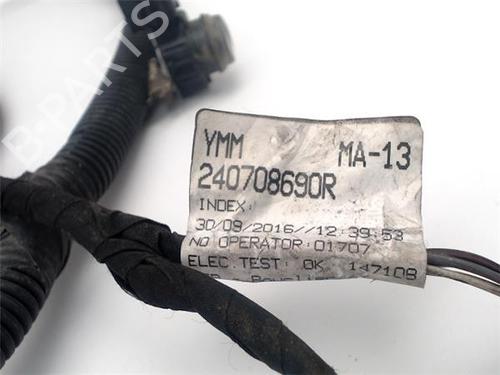 B-PARTS
YMM MA-13
240708690R
INDEX:
30/09/2016//12:39:53
NO OPERATOR:01707
ELEC.TEST: OK 147108